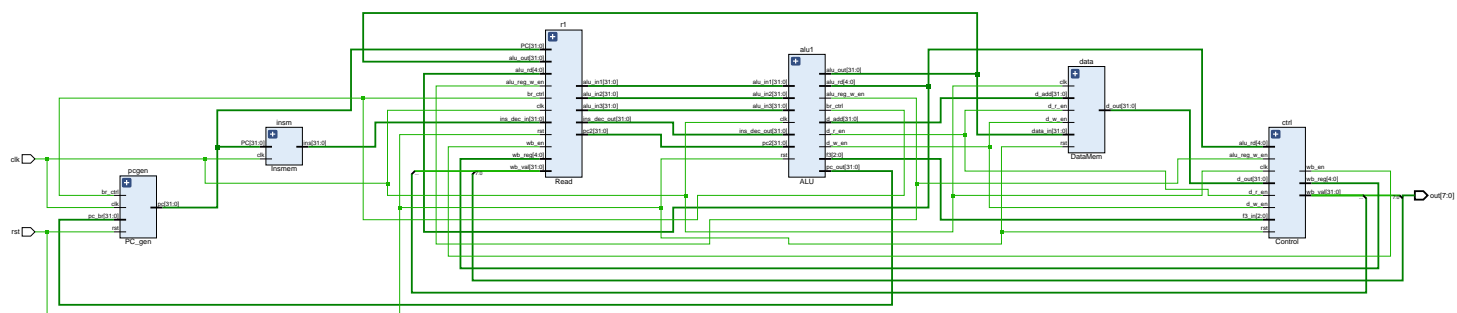 clk
rst
pcgen
br_ctrl
clk
pc_br[31:0]
rst
pc[31:0]
PC_gen
insm
PC[31:0]
clk
ins[31:0]
Insmem
r1
PC[31:0]
alu_out[31:0]
alu_rd[4:0]
alu_reg_w_en
br_ctrl
clk
ins_dec_in[31:0]
rst
wb_en
wb_reg[4:0]
wb_val[31:0]
alu_in1[31:0]
alu_in2[31:0]
alu_in3[31:0]
ins_dec_out[31:0]
pc2[31:0]
Read
7:0
alu1
alu_in1[31:0]
alu_in2[31:0]
alu_in3[31:0]
clk
ins_dec_out[31:0]
pc2[31:0]
rst
alu_out[31:0]
alu_rd[4:0]
alu_reg_w_en
br_ctrl
d_add[31:0]
d_r_en
d_w_en
f3[2:0]
pc_out[31:0]
ALU
data
clk
d_add[31:0]
d_r_en
d_w_en
data_in[31:0]
rst
d_out[31:0]
DataMem
ctrl
alu_rd[4:0]
alu_reg_w_en
clk
d_out[31:0]
d_r_en
d_w_en
f3_in[2:0]
rst
wb_en
wb_reg[4:0]
wb_val[31:0]
Control
out[7:0]